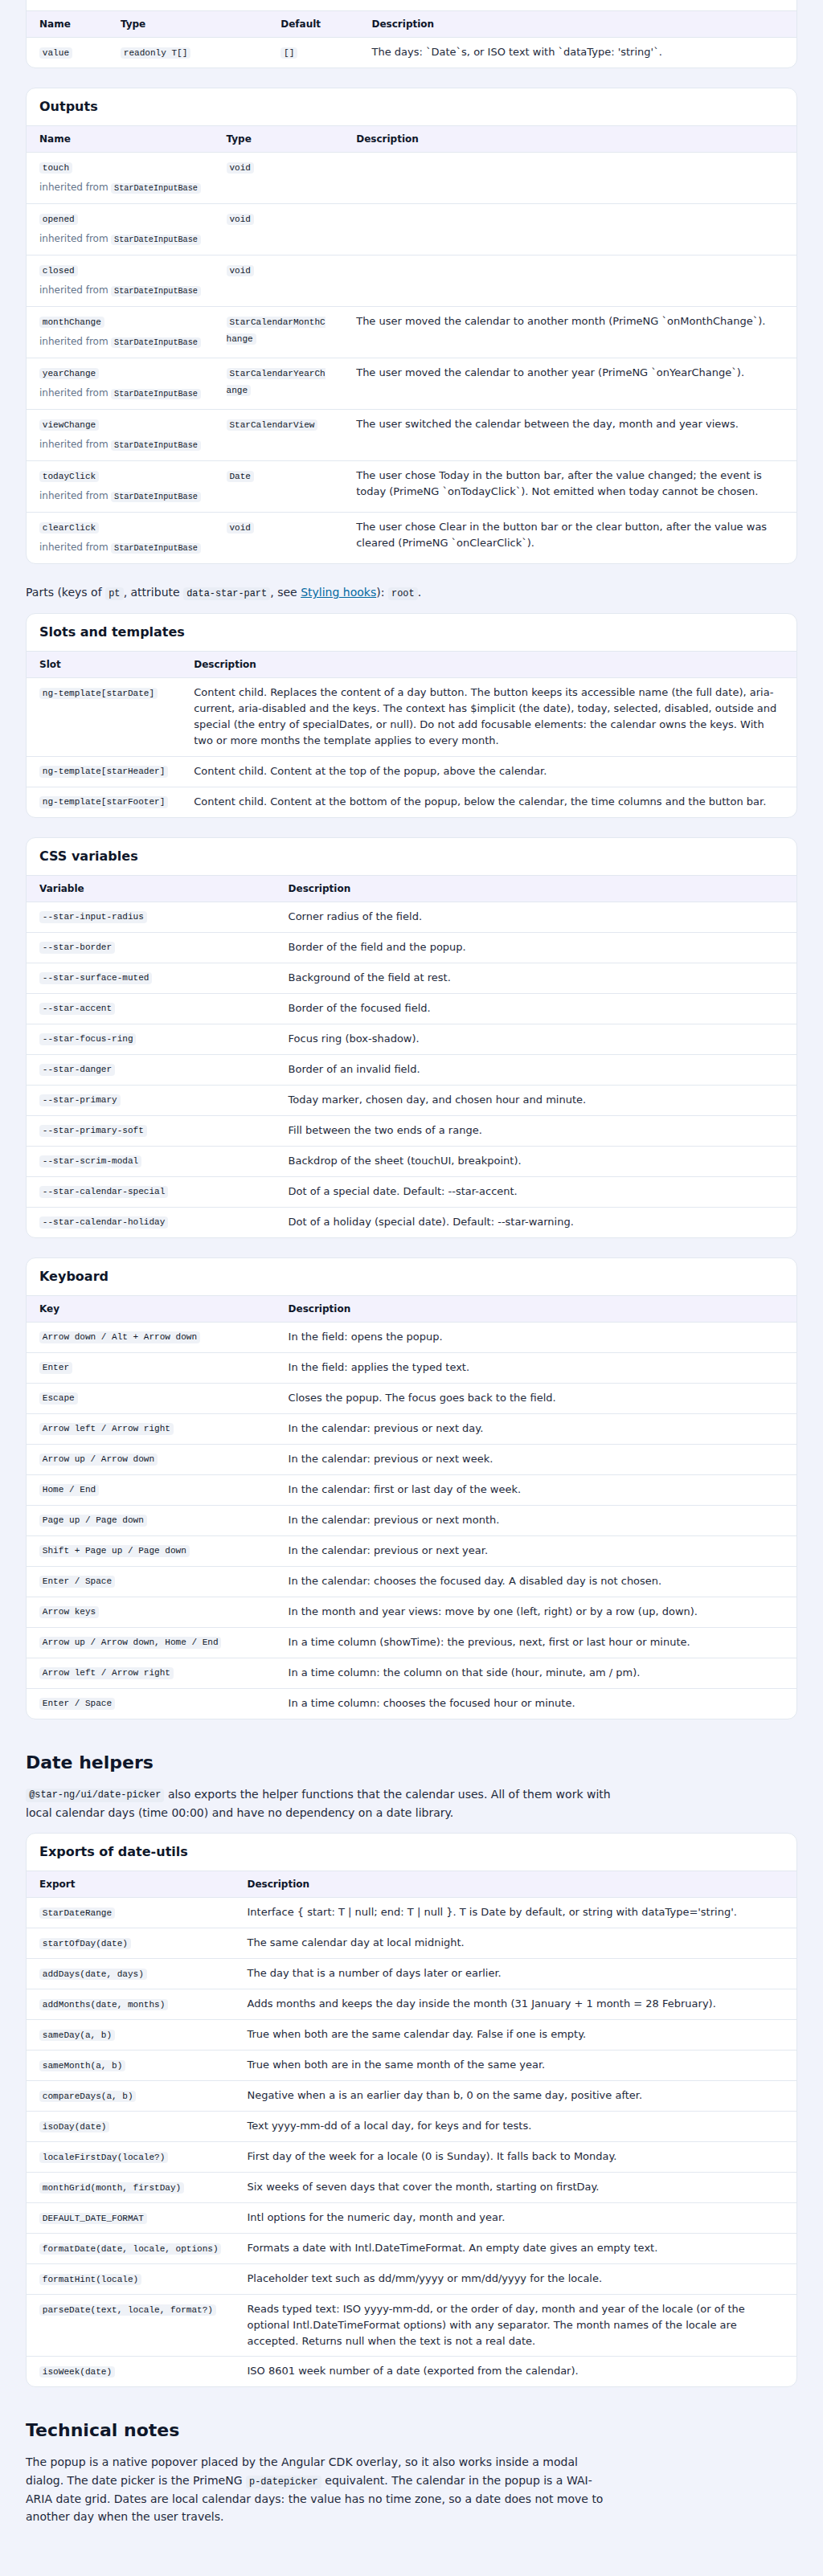 Name Type Default Description
value readonly T[] [] The days: `Date`s, or ISO text with `dataType: 'string'`.
Outputs
Name Type Description
touch void
inherited from StarDateInputBase
opened void
inherited from StarDateInputBase
closed void
inherited from StarDateInputBase
monthChange StarCalendarMonthC The user moved the calendar to another month (PrimeNG `onMonthChange`).
inherited from StarDateInputBase hange
yearChange StarCalendarYearCh The user moved the calendar to another year (PrimeNG `onYearChange`).
inherited from StarDateInputBase ange
viewChange StarCalendarView The user switched the calendar between the day, month and year views.
inherited from StarDateInputBase
todayClick Date The user chose Today in the button bar, after the value changed; the event is
inherited from StarDateInputBase today (PrimeNG `onTodayClick`). Not emitted when today cannot be chosen.
clearClick void The user chose Clear in the button bar or the clear button, after the value was
inherited from StarDateInputBase cleared (PrimeNG `onClearClick`).
Parts (keys of pt, attribute data-star-part, see Styling hooks): root.
Slots and templates
Slot Description
ng-template[starDate] Content child. Replaces the content of a day button. The button keeps its accessible name (the full date), aria-
current, aria-disabled and the keys. The context has $implicit (the date), today, selected, disabled, outside and
special (the entry of specialDates, or null). Do not add focusable elements: the calendar owns the keys. With
two or more months the template applies to every month.
ng-template[starHeader] Content child. Content at the top of the popup, above the calendar.
ng-template[starFooter] Content child. Content at the bottom of the popup, below the calendar, the time columns and the button bar.
CSS variables
Variable Description
--star-input-radius Corner radius of the field.
--star-border Border of the field and the popup.
--star-surface-muted Background of the field at rest.
--star-accent Border of the focused field.
--star-focus-ring Focus ring (box-shadow).
--star-danger Border of an invalid field.
--star-primary Today marker, chosen day, and chosen hour and minute.
--star-primary-soft Fill between the two ends of a range.
--star-scrim-modal Backdrop of the sheet (touchUI, breakpoint).
--star-calendar-special Dot of a special date. Default: --star-accent.
--star-calendar-holiday Dot of a holiday (special date). Default: --star-warning.
Keyboard
Key Description
Arrow down / Alt + Arrow down In the field: opens the popup.
Enter In the field: applies the typed text.
Escape Closes the popup. The focus goes back to the field.
Arrow left / Arrow right In the calendar: previous or next day.
Arrow up / Arrow down In the calendar: previous or next week.
Home / End In the calendar: first or last day of the week.
Page up / Page down In the calendar: previous or next month.
Shift + Page up / Page down In the calendar: previous or next year.
Enter / Space In the calendar: chooses the focused day. A disabled day is not chosen.
Arrow keys In the month and year views: move by one (left, right) or by a row (up, down).
Arrow up / Arrow down, Home / End In a time column (showTime): the previous, next, first or last hour or minute.
Arrow left / Arrow right In a time column: the column on that side (hour, minute, am / pm).
Enter / Space In a time column: chooses the focused hour or minute.
Date helpers
@star-ng/ui/date-picker also exports the helper functions that the calendar uses. All of them work with
local calendar days (time 00:00) and have no dependency on a date library.
Exports of date-utils
Export Description
StarDateRange Interface { start: T | null; end: T | null }. T is Date by default, or string with dataType='string'.
startOfDay(date) The same calendar day at local midnight.
addDays(date, days) The day that is a number of days later or earlier.
addMonths(date, months) Adds months and keeps the day inside the month (31 January + 1 month = 28 February).
sameDay(a, b) True when both are the same calendar day. False if one is empty.
sameMonth(a, b) True when both are in the same month of the same year.
compareDays(a, b) Negative when a is an earlier day than b, 0 on the same day, positive after.
isoDay(date) Text yyyy-mm-dd of a local day, for keys and for tests.
localeFirstDay(locale?) First day of the week for a locale (0 is Sunday). It falls back to Monday.
monthGrid(month, firstDay) Six weeks of seven days that cover the month, starting on firstDay.
DEFAULT_DATE_FORMAT Intl options for the numeric day, month and year.
formatDate(date, locale, options) Formats a date with Intl.DateTimeFormat. An empty date gives an empty text.
formatHint(locale) Placeholder text such as dd/mm/yyyy or mm/dd/yyyy for the locale.
parseDate(text, locale, format?) Reads typed text: ISO yyyy-mm-dd, or the order of day, month and year of the locale (or of the
optional Intl.DateTimeFormat options) with any separator. The month names of the locale are
accepted. Returns null when the text is not a real date.
isoWeek(date) ISO 8601 week number of a date (exported from the calendar).
Technical notes
The popup is a native popover placed by the Angular CDK overlay, so it also works inside a modal
dialog. The date picker is the PrimeNG p-datepicker equivalent. The calendar in the popup is a WAI-
ARIA date grid. Dates are local calendar days: the value has no time zone, so a date does not move to
another day when the user travels.